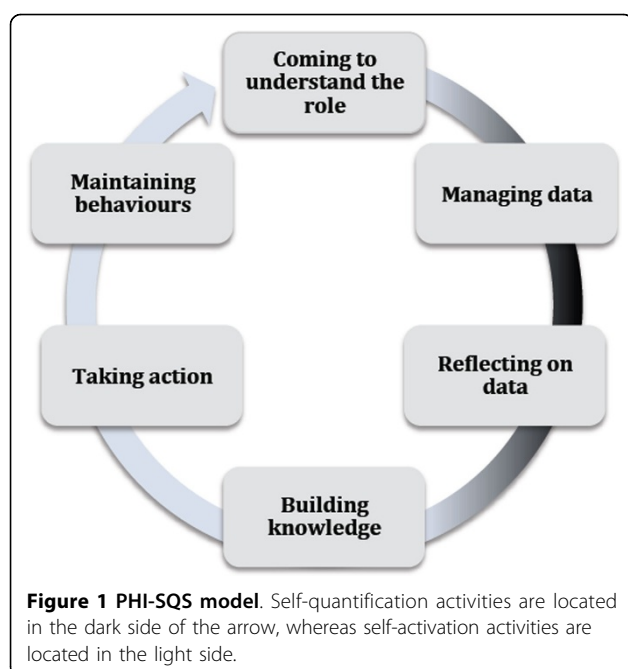 Coming to
understand the
role
Maintaining
behaviours
Managing data
Taking action
Reflecting on
data
Building
knowledge
Figure 1 PHI-SQS model. Self-quantification activities are located
in the dark side of the arrow, whereas self-activation activities are
located in the light side.